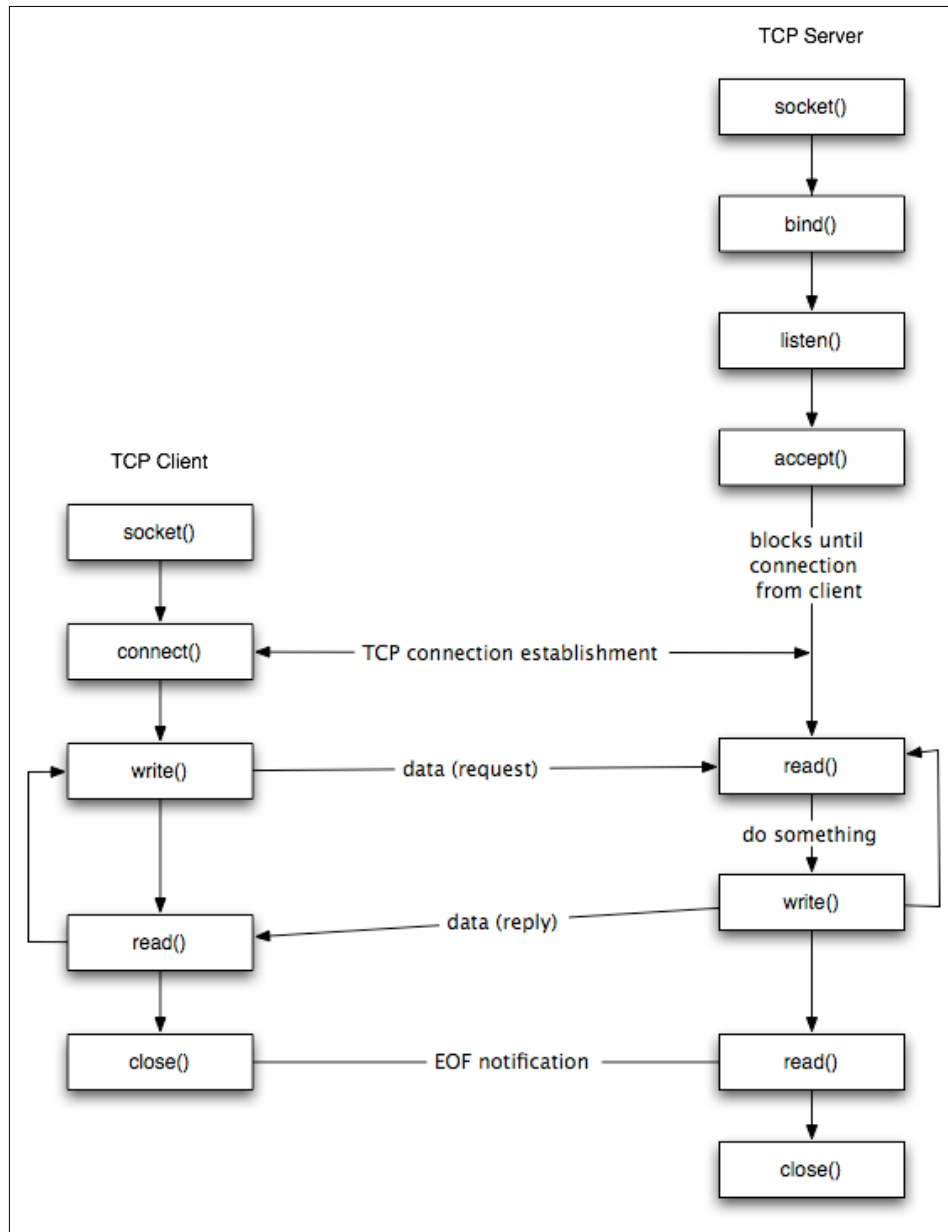 TCP Server
socket()
bind()
listen()
accept()
TCP Client
socket()
blocks until
connection
from client
connect()
TCP connection establishment
write()
data (request)
read()
do something
write()
data (reply)
read()
close()
EOF notification
read()
close()